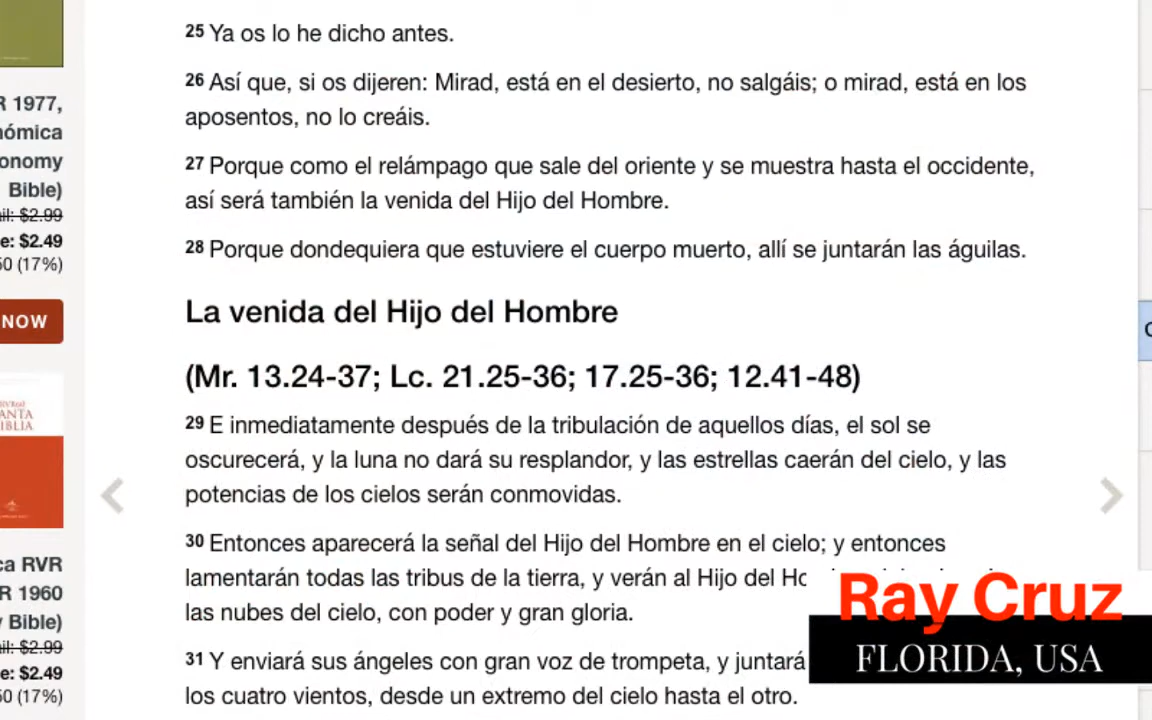 R 1977,
nómica
onomy
Bible)
il: $2.99
e: $2.49
50 (17%)
NOW
ANTA
IBLIA
ca RVR
R 1960
Bible)
il: $2.99
e: $2.49
50 (17%)
25 Ya os lo he dicho antes.
26 Así que, si os dijeren: Mirad, está en el desierto, no salgáis; o mirad, está en los
aposentos, no lo creáis.
27 Porque como el relámpago que sale del oriente y se muestra hasta el occidente,
así será también la venida del Hijo del Hombre.
28 Porque dondequiera que estuviere el cuerpo muerto, allí se juntarán las águilas.
La venida del Hijo del Hombre
(Mr. 13.24-37; Lc. 21.25-36; 17.25-36; 12.41-48)
29 E inmediatamente después de la tribulación de aquellos días, el sol se
oscurecerá, y la luna no dará su resplandor, y las estrellas caerán del cielo, y las
potencias de los cielos serán conmovidas.
30 Entonces aparecerá la señal del Hijo del Hombre en el cielo; y entonces
lamentarán todas las tribus de la tierra, y verán al Hijo del Ho
las nubes del cielo, con poder y gran gloria.
31 Y enviará sus ángeles con gran voz de trompeta, y juntará
los cuatro vientos, desde un extremo del cielo hasta el otro.
Ray Cruz
FLORIDA, USA